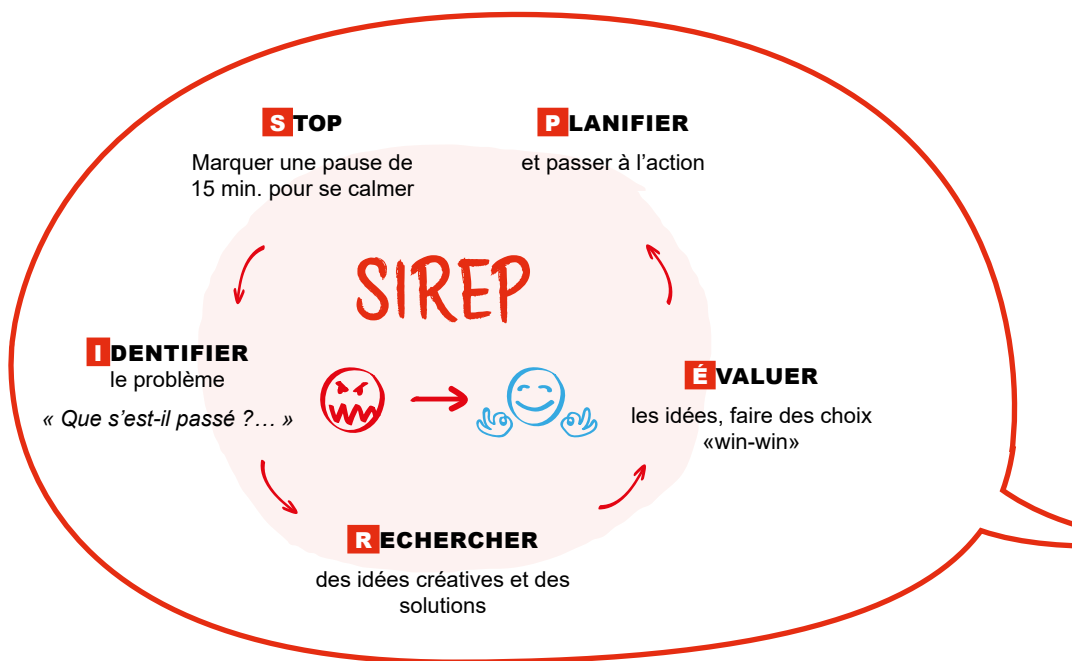 STOP
Marquer une pause de
15 min. pour se calmer
PLANIFIER
et passer à l’action
SIREP
IDENTIFIER
le problème
« Que s’est-il passé ?… »
ÉVALUER
les idées, faire des choix
«win-win»
RECHERCHER
des idées créatives et des
solutions